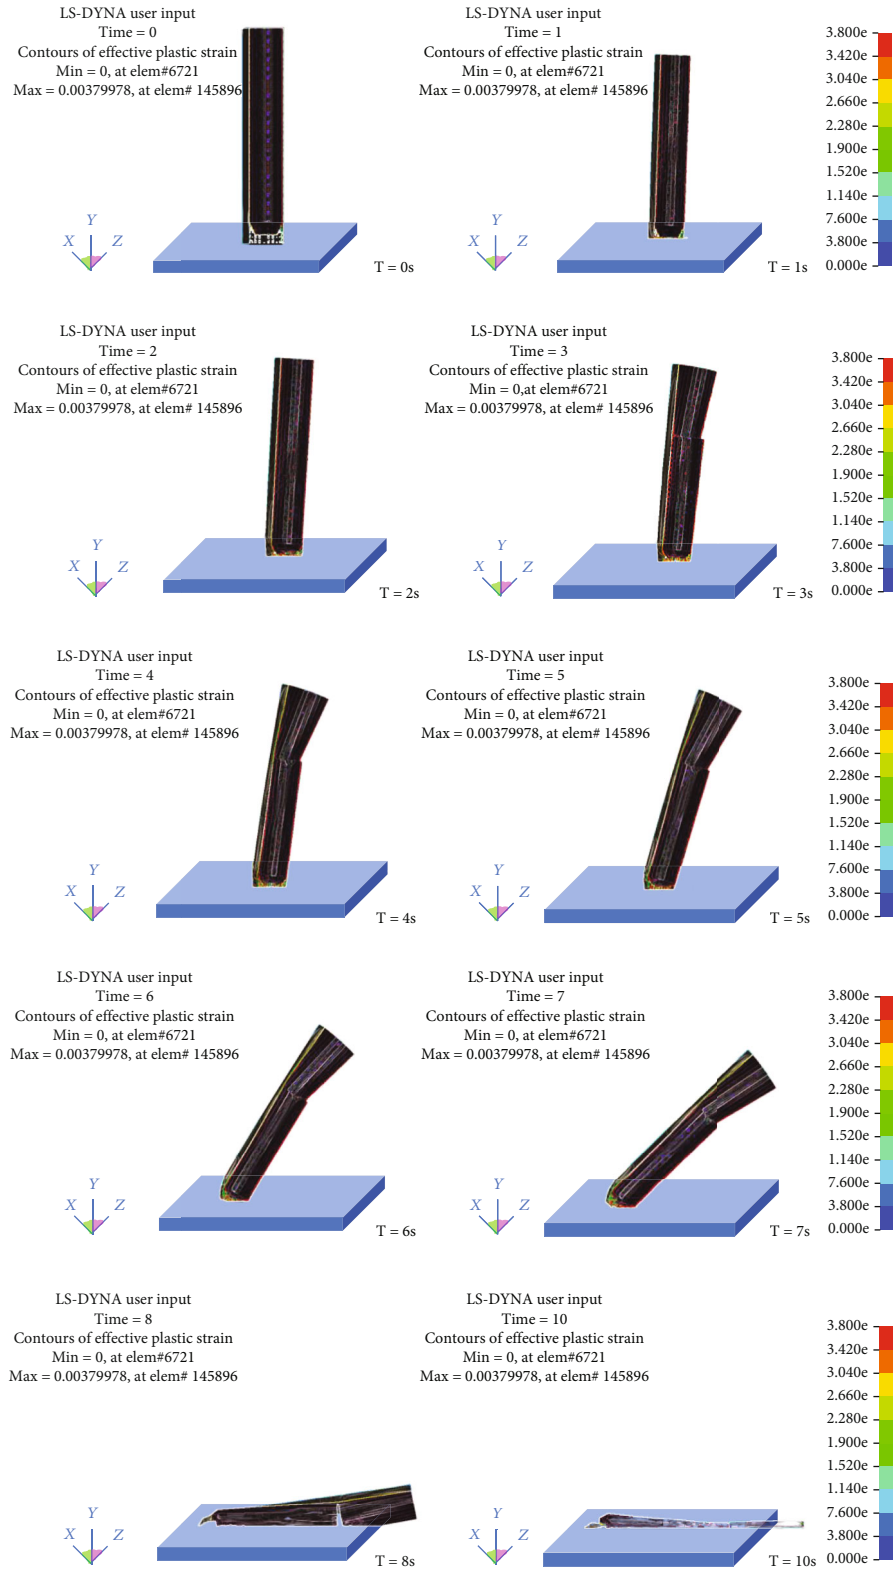 LS-DYNA user input
Time = 0
Contours of effective plastic strain
Min = 0, at elem#6721
Max = 0.00379978, at elem# 145896
Y
X Z
T = 0s
LS-DYNA user input
Time = 1
Contours of effective plastic strain
Min = 0, at elem#6721
Max = 0.00379978, at elem# 145896
Y
X Z
T = 1s
3.800e
3.420e
3.040e
2.660e
2.280e
1.900e
1.520e
1.140e
7.600e
3.800e
0.000e
LS-DYNA user input
Time = 2
Contours of effective plastic strain
Min = 0, at elem#6721
Max = 0.00379978, at elem# 145896
Y
X Z
T = 2s
LS-DYNA user input
Time = 3
Contours of effective plastic strain
Min = 0,at elem#6721
Max = 0.00379978, at elem# 145896
Y
X Z
T = 3s
3.800e
3.420e
3.040e
2.660e
2.280e
1.900e
1.520e
1.140e
7.600e
3.800e
0.000e
LS-DYNA user input
Time = 4
Contours of effective plastic strain
Min = 0, at elem#6721
Max = 0.00379978, at elem# 145896
Y
X Z
T = 4s
LS-DYNA user input
Time = 5
Contours of effective plastic strain
Min = 0, at elem#6721
Max = 0.00379978, at elem# 145896
Y
X Z
T = 5s
3.800e
3.420e
3.040e
2.660e
2.280e
1.900e
1.520e
1.140e
7.600e
3.800e
0.000e
LS-DYNA user input
Time = 6
Contours of effective plastic strain
Min = 0, at elem#6721
Max = 0.00379978, at elem# 145896
Y
X Z
T = 6s
LS-DYNA user input
Time = 7
Contours of effective plastic strain
Min = 0, at elem#6721
Max = 0.00379978, at elem# 145896
Y
X Z
T = 7s
3.800e
3.420e
3.040e
2.660e
2.280e
1.900e
1.520e
1.140e
7.600e
3.800e
0.000e
LS-DYNA user input
Time = 8
Contours of effective plastic strain
Min = 0, at elem#6721
Max = 0.00379978, at elem# 145896
Y
X Z
T = 8s
LS-DYNA user input
Time = 10
Contours of effective plastic strain
Min = 0, at elem#6721
Max = 0.00379978, at elem# 145896
Y
X Z
T = 10s
3.800e
3.420e
3.040e
2.660e
2.280e
1.900e
1.520e
1.140e
7.600e
3.800e
0.000e